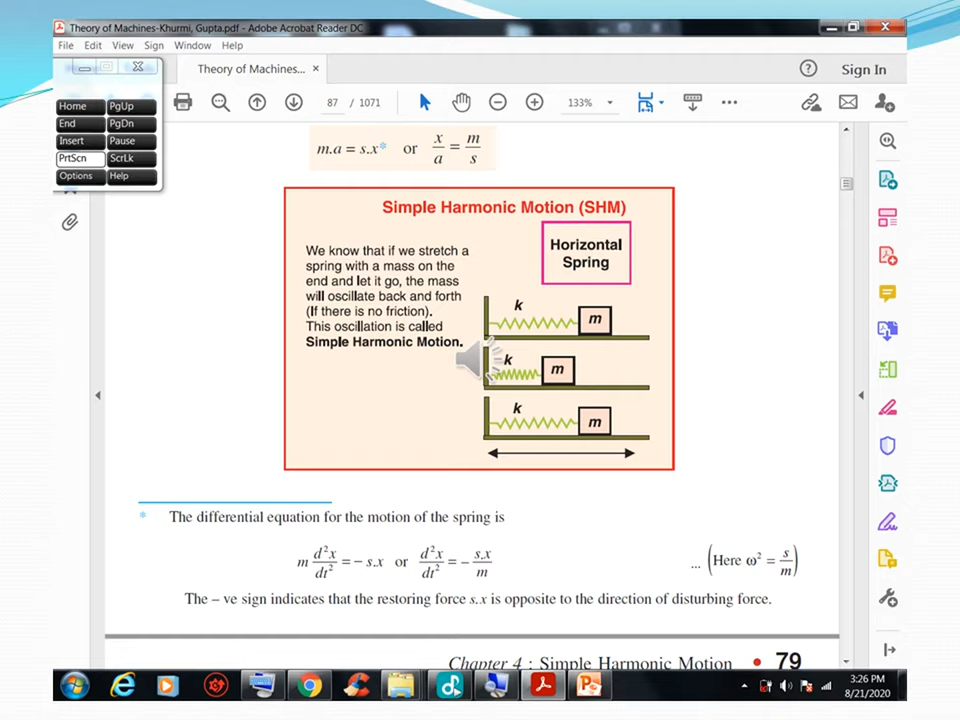 Theory of Machines-Khurmi, Gupta.pdf - Adobe Acrobat Reader DC
File Edit View Sign Window Help
Theory of Machines... × Sign In
Home PgUp
End PgDn
Insert Pause
PrtScn ScrLk
Options Help
87 / 1071 133%
m.a = s.x* or x/a = m/s
Simple Harmonic Motion (SHM)
Horizontal
Spring
We know that if we stretch a
spring with a mass on the
end and let it go, the mass
will oscillate back and forth
(If there is no friction).
This oscillation is called
Simple Harmonic Motion.
k
m
k
m
k
m
* The differential equation for the motion of the spring is
m d²x/dt² = – s.x or d²x/dt² = – s.x/m ... (Here ω² = s/m)
The – ve sign indicates that the restoring force s.x is opposite to the direction of disturbing force.
Chapter 4 : Simple Harmonic Motion • 79
3:26 PM
8/21/2020